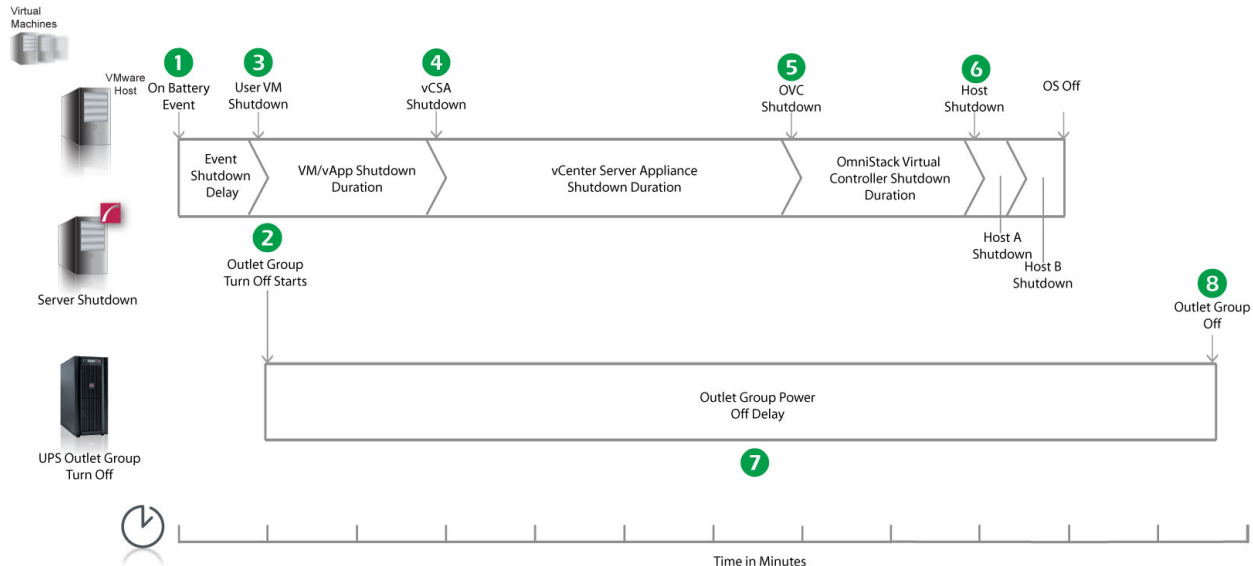 Virtual
Machines
VMware
Host
1
On Battery
Event
3
User VM
Shutdown
4
vCSA
Shutdown
5
OVC
Shutdown
6
Host
Shutdown
OS Off
Event
Shutdown
Delay
VM/vApp Shutdown
Duration
vCenter Server Appliance
Shutdown Duration
OmniStack Virtual
Controller Shutdown
Duration
Host A
Shutdown
Host B
Shutdown
Server Shutdown
2
Outlet Group
Turn Off Starts
8
Outlet Group
Off
Outlet Group Power
Off Delay
7
UPS Outlet Group
Turn Off
Time in Minutes